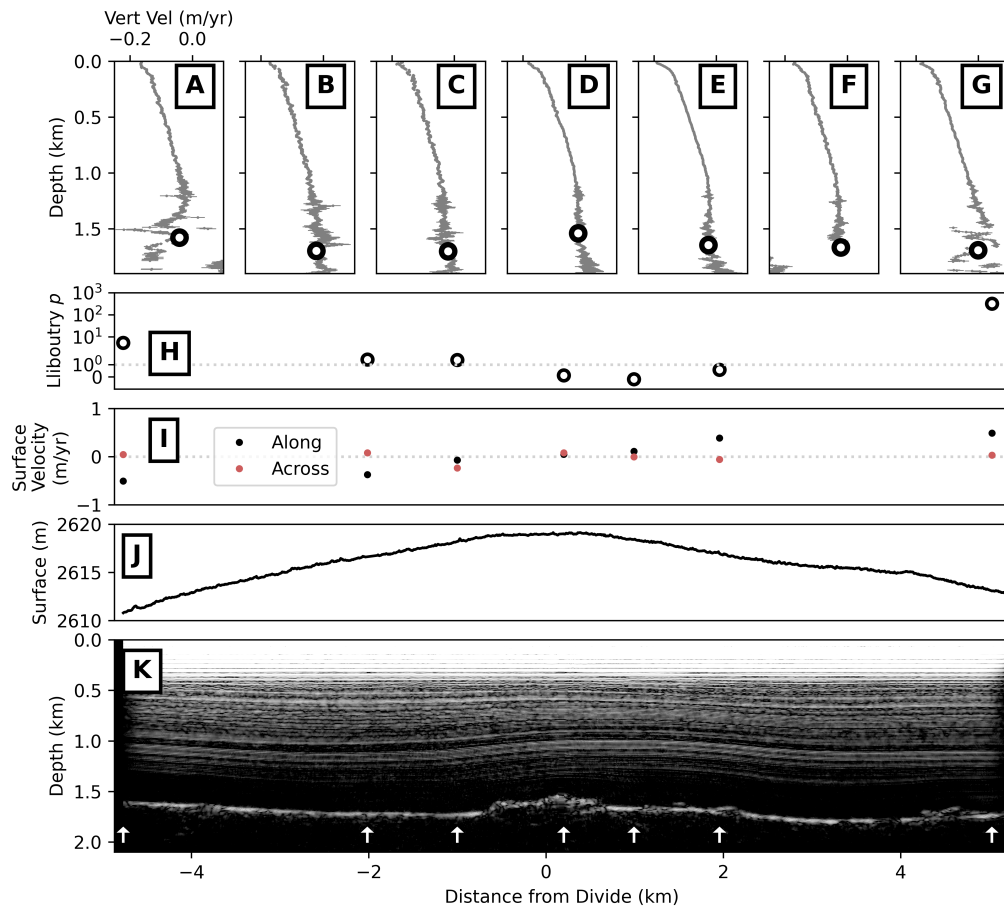 Vert Vel (m/yr)
−0.2 0.0
0.0
0.5
1.0
1.5
Depth (km)
A B C D E F G
10³
10²
10¹
10⁰
0
Lliboutry p
H
1
0
−1
Surface
Velocity
(m/yr)
I
Along
Across
2620
2615
2610
Surface (m)
J
0.0
0.5
1.0
1.5
2.0
Depth (km)
K
−4 −2 0 2 4
Distance from Divide (km)